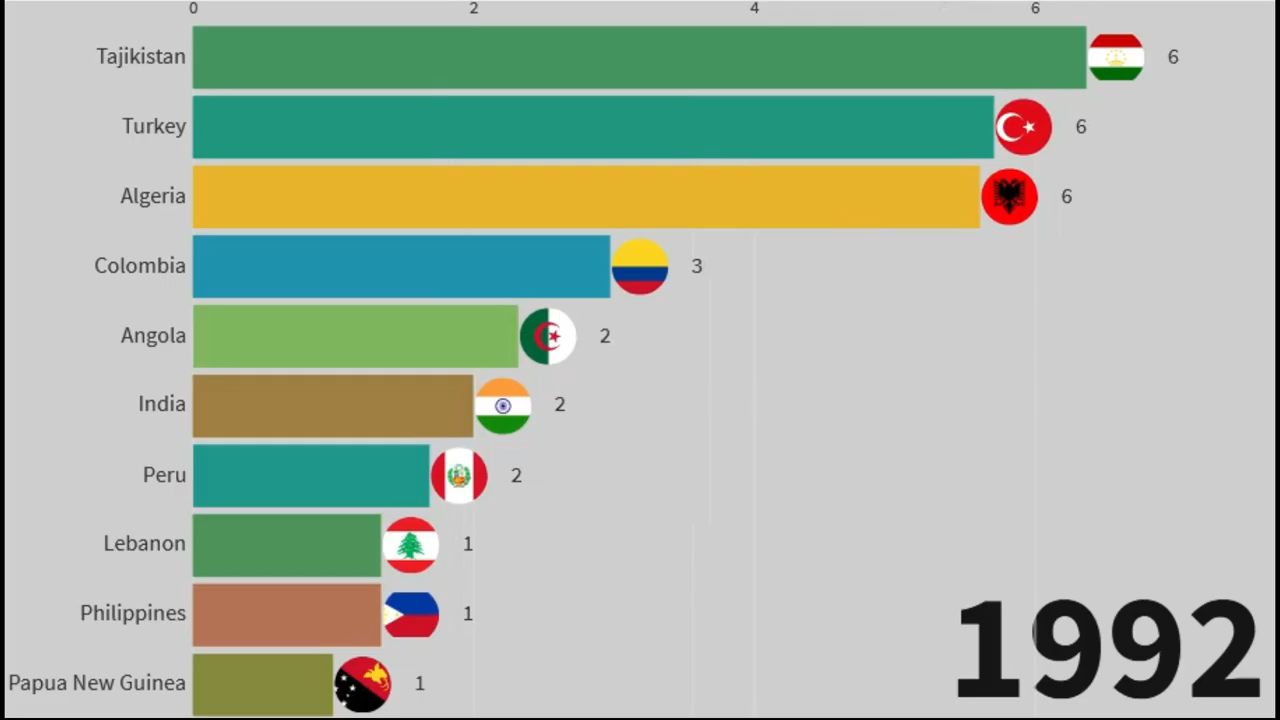 0 2 4 6
Tajikistan 6
Turkey 6
Algeria 6
Colombia 3
Angola 2
India 2
Peru 2
Lebanon 1
Philippines 1
Papua New Guinea 1
1992